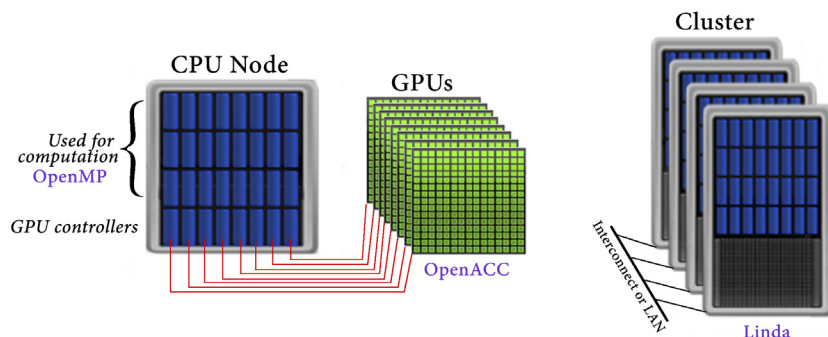 CPU Node
Used for
computation
OpenMP
GPU controllers
GPUs
OpenACC
Cluster
Interconnect or LAN
Linda